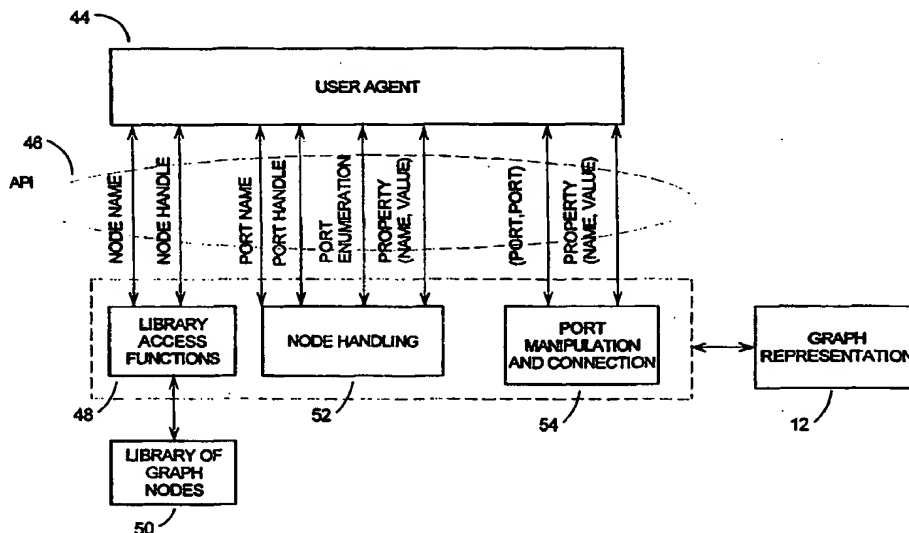 44
USER AGENT
46
API
NODE NAME
NODE HANDLE
PORT NAME
PORT HANDLE
PORT
ENUMERATION
PROPERTY
(NAME, VALUE)
(PORT,PORT)
PROPERTY
(NAME, VALUE)
LIBRARY
ACCESS
FUNCTIONS
NODE HANDLING
PORT
MANIPULATION
AND CONNECTION
GRAPH
REPRESENTATION
48
52
54
12
LIBRARY OF
GRAPH
NODES
50